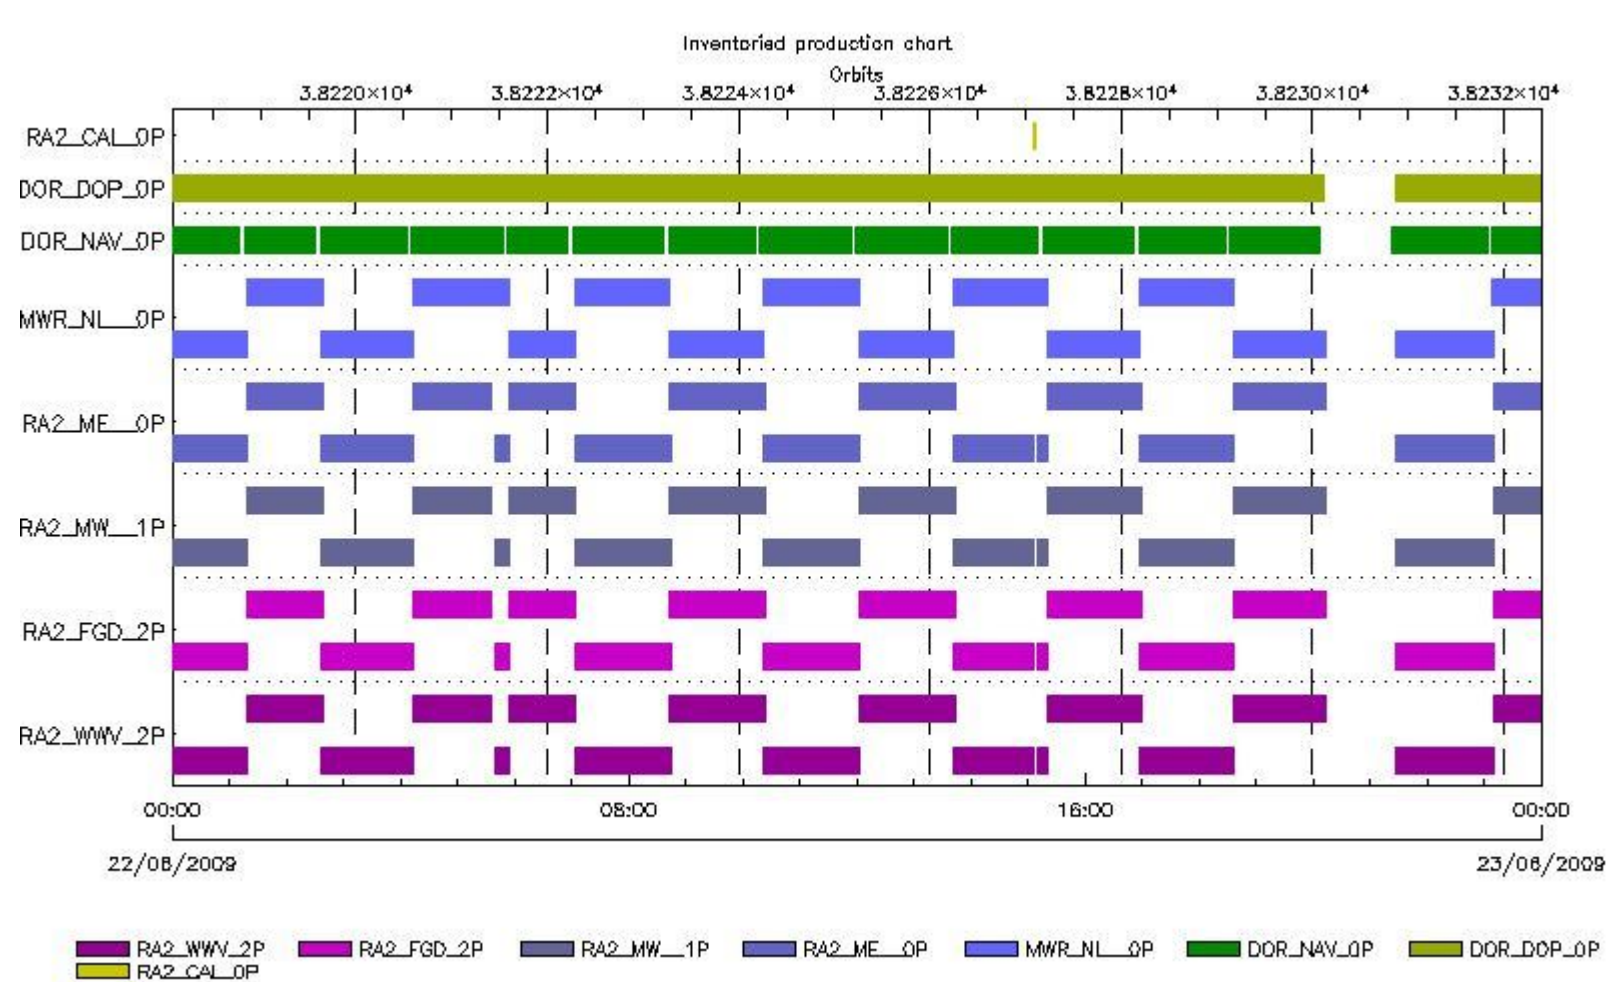 Inventoried production chart
Orbits
3.8220×10⁴ 3.8222×10⁴ 3.8224×10⁴ 3.8226×10⁴ 3.8228×10⁴ 3.8230×10⁴ 3.8232×10⁴
RA2_CAL_0P
DOR_DOP_0P
DOR_NAV_0P
MWR_NL__0P
RA2_ME__0P
RA2_MW__1P
RA2_FGD_2P
RA2_WWV_2P
00:00 08:00 16:00 00:00
22/06/2009 23/06/2009
RA2_WWV_2P RA2_FGD_2P RA2_MW__1P RA2_ME__0P MWR_NL__0P DOR_NAV_0P DOR_DOP_0P
RA2_CAL_0P